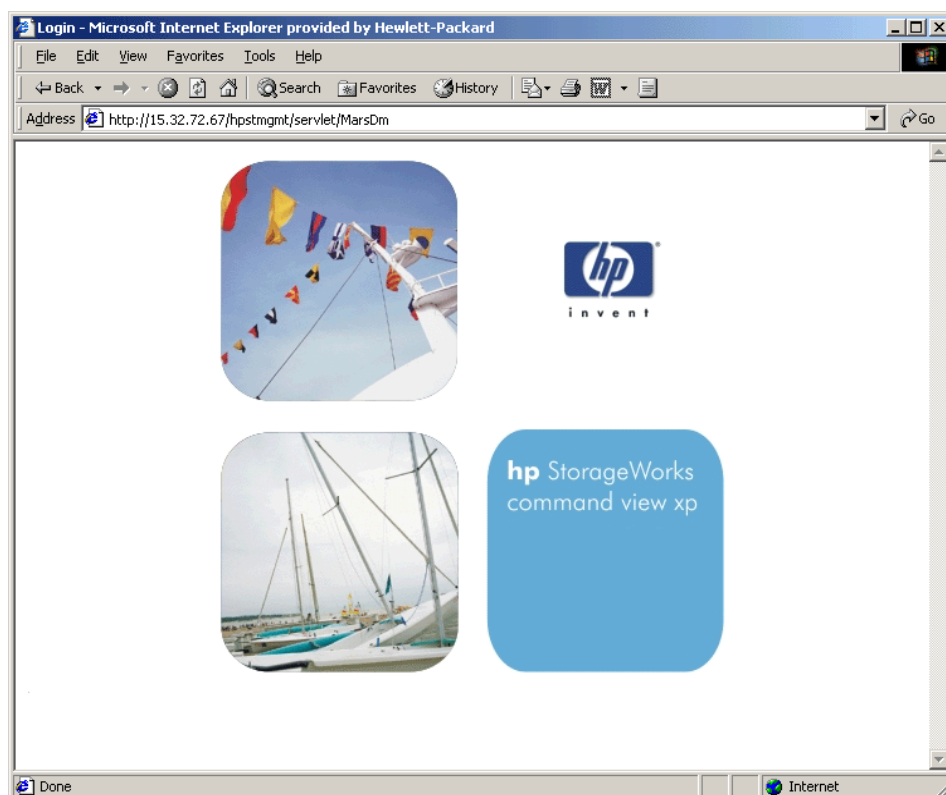 Login - Microsoft Internet Explorer provided by Hewlett-Packard
File Edit View Favorites Tools Help
Back Search Favorites History
Address http://15.32.72.67/hpstmgmt/servlet/MarsDm Go
hp
invent
hp StorageWorks
command view xp
Done Internet